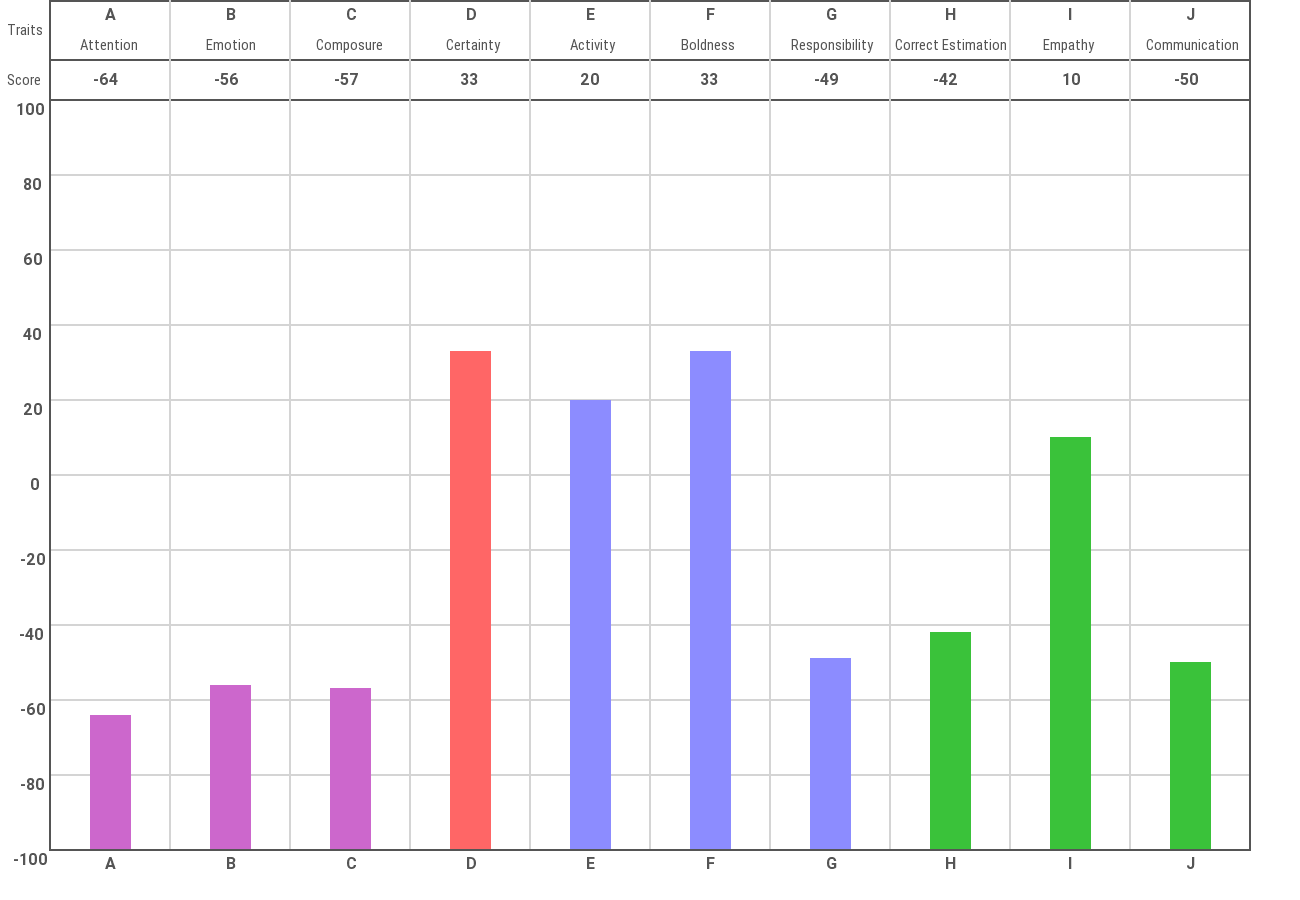 Traits A B C D E F G H I J
Attention Emotion Composure Certainty Activity Boldness Responsibility Correct Estimation Empathy Communication
Score -64 -56 -57 33 20 33 -49 -42 10 -50
100
80
60
40
20
0
-20
-40
-60
-80
-100
A B C D E F G H I J